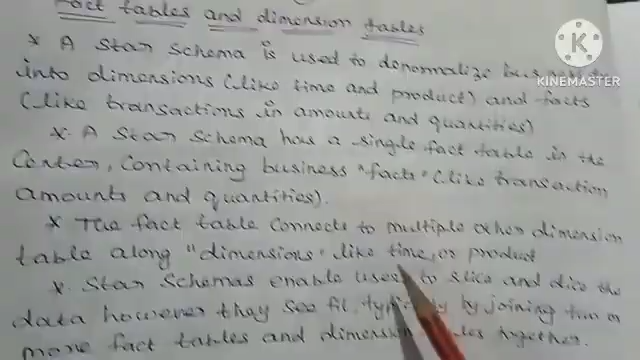 Fact tables and dimension tables
* A Star Schema is used to denormalize
into dimensions (like time and product) and facts
(like transactions in amounts and quantities)
* A Star Schema has a single fact table in the
Center, Containing business "facts" (like transaction
amounts and quantities).
* The fact table Connects to multiple other dimension
table along "dimensions" like time, or product
* Star Schemas enable uses to slice and dice the
data however they see fit, by joining two or
more fact tables and dimension together.
K
KINEMASTER